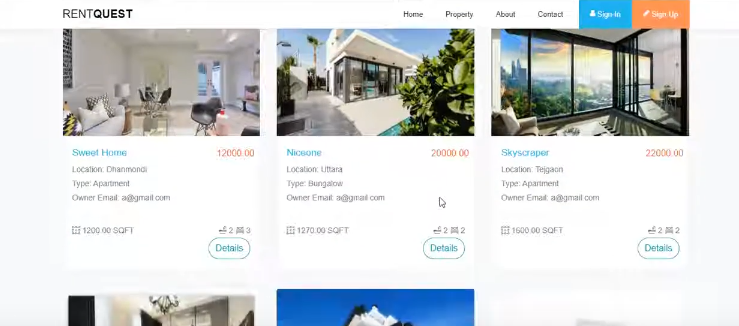 RENTQUEST Home Property About Contact Sign-In Sign Up
Sweet Home 12000.00
Location: Dhanmondi
Type: Apartment
Owner Email: a@gmail.com
1200.00 SQFT 2 3
Details
Niceone 20000.00
Location: Uttara
Type: Bungalow
Owner Email: a@gmail.com
1270.00 SQFT 2 2
Details
Skyscraper 22000.00
Location: Tejgaon
Type: Apartment
Owner Email: a@gmail.com
1600.00 SQFT 2 2
Details